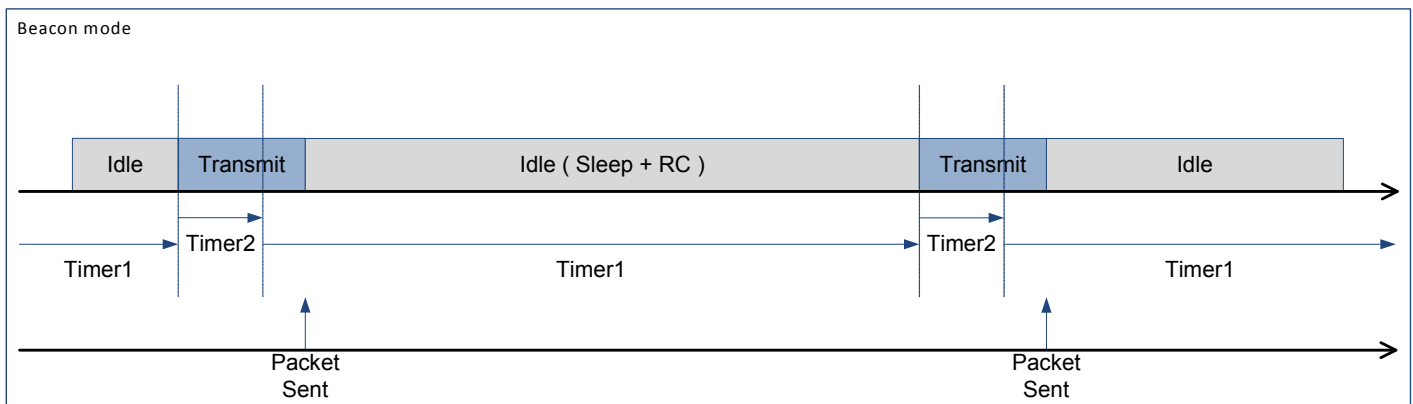 Beacon mode
Idle
Transmit
Idle ( Sleep + RC )
Transmit
Idle
Timer2
Timer2
Timer1
Timer1
Timer1
Packet
Sent
Packet
Sent